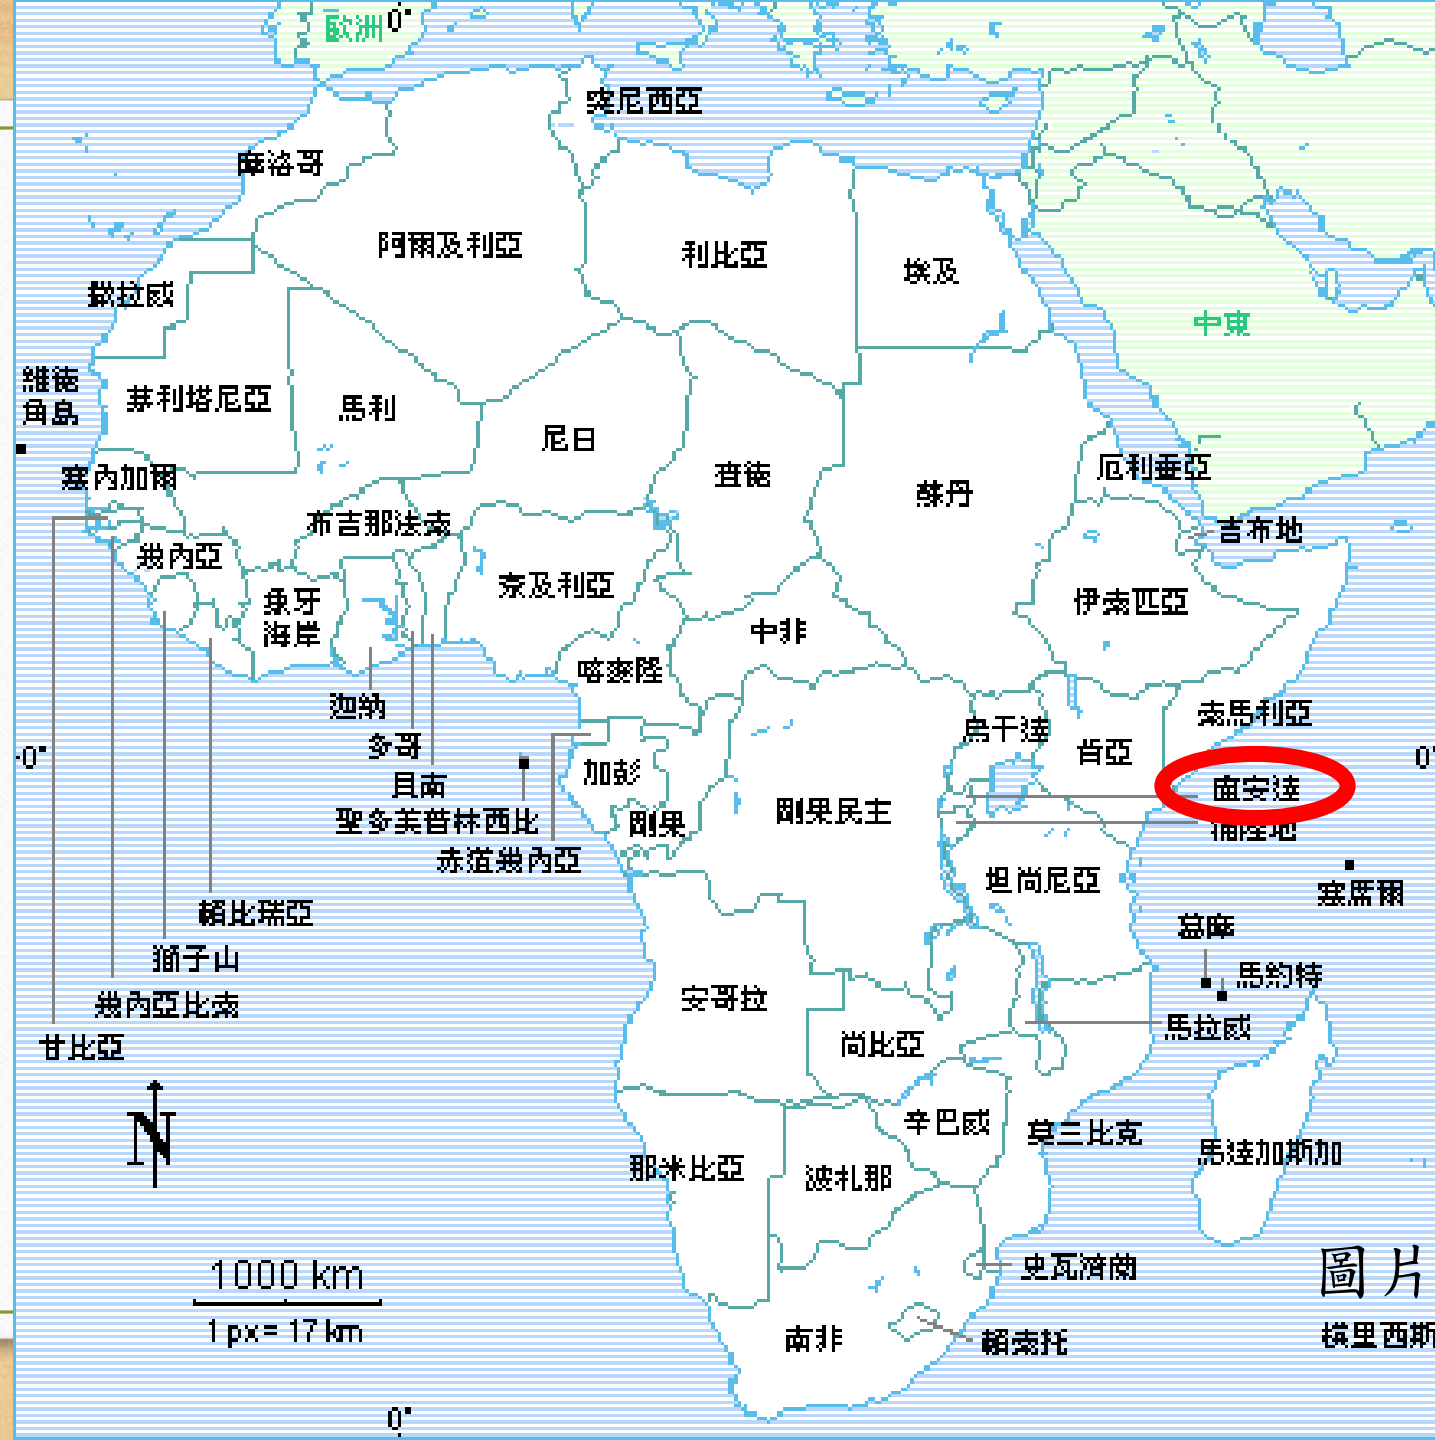 歐洲
0°
突尼西亞
摩洛哥
阿爾及利亞
利比亞
埃及
撒拉威
中東
維德
角島
茅利塔尼亞
馬利
尼日
查德
蘇丹
厄利垂亞
塞內加爾
布吉那法索
吉布地
幾內亞
象牙
海岸
奈及利亞
伊索匹亞
中非
喀麥隆
迦納
索馬利亞
烏干達
多哥
肯亞
0°
0°
加彭
貝南
盧安達
聖多美普林西比
剛果
剛果民主
蒲隆地
赤道幾內亞
坦尚尼亞
塞席爾
賴比瑞亞
葛摩
獅子山
馬約特
幾內亞比索
安哥拉
馬拉威
甘比亞
尚比亞
N
辛巴威
莫三比克
馬達加斯加
那米比亞
波札那
1000 km
史瓦濟蘭
圖片
1 px = 17 km
南非
賴索托
模里西斯
0°